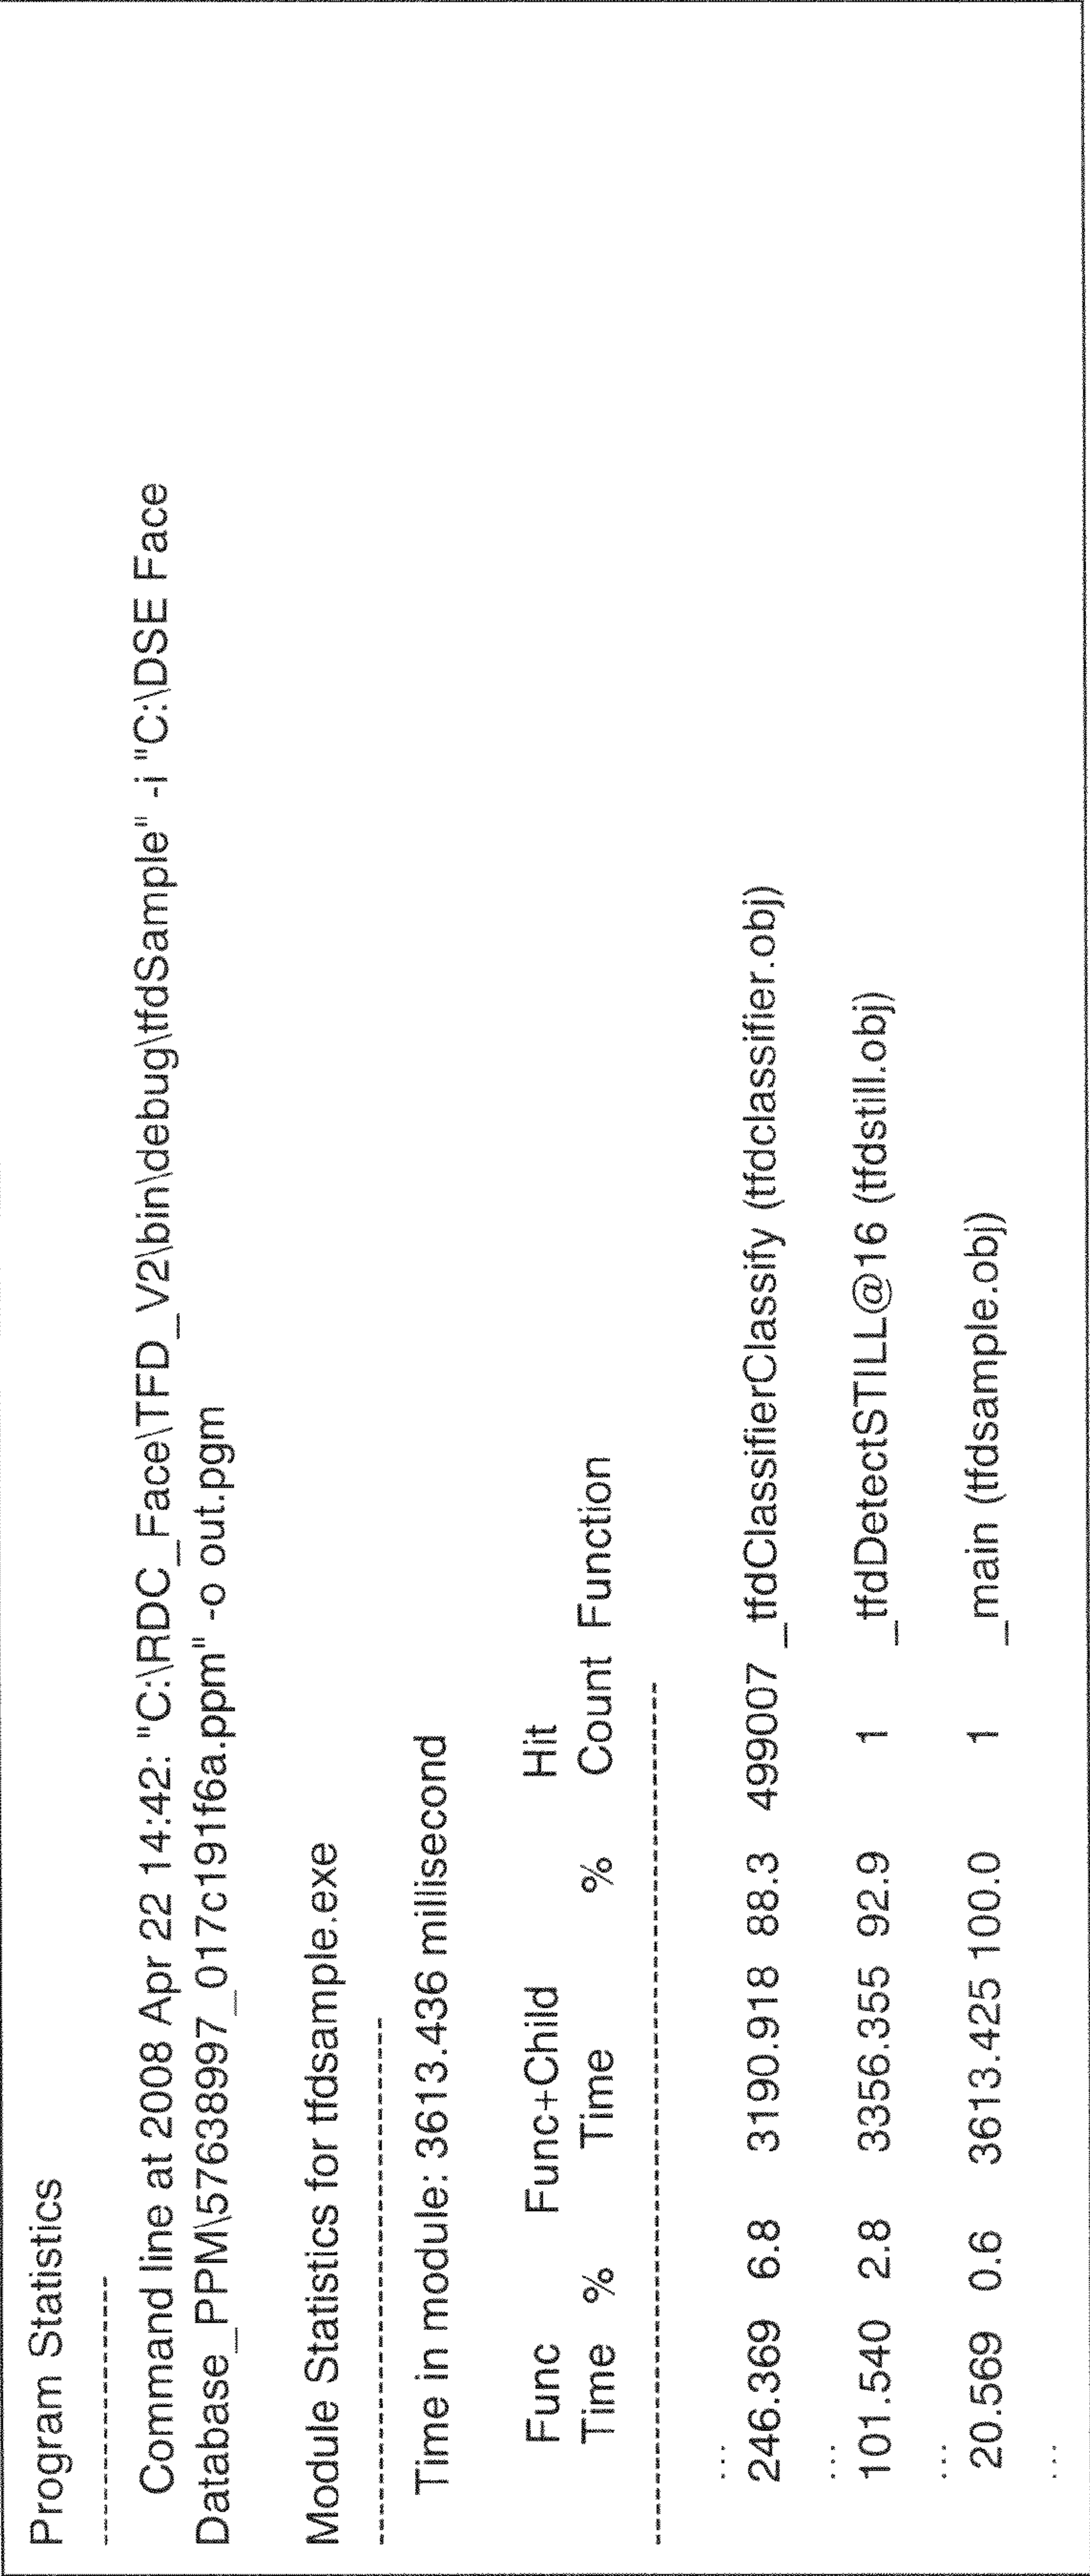 Program Statistics
--------------------
Command line at 2008 Apr 22 14:42: "C:\RDC_Face\TFD_V2\bin\debug\tfdSample" -i "C:\DSE Face
Database_PPM\57638997_017c191f6a.ppm" -o out.pgm
Module Statistics for tfdsample.exe
----------------------------------------
Time in module: 3613.436 millisecond
Func Func+Child Hit
Time % Time % Count Function
------------------------------------------------------------------
...
246.369 6.8 3190.918 88.3 499007 _tfdClassifierClassify (tfdclassifier.obj)
...
101.540 2.8 3356.355 92.9 1 _tfdDetectSTILL@16 (tfdstill.obj)
...
20.569 0.6 3613.425 100.0 1 _main (tfdsample.obj)
...